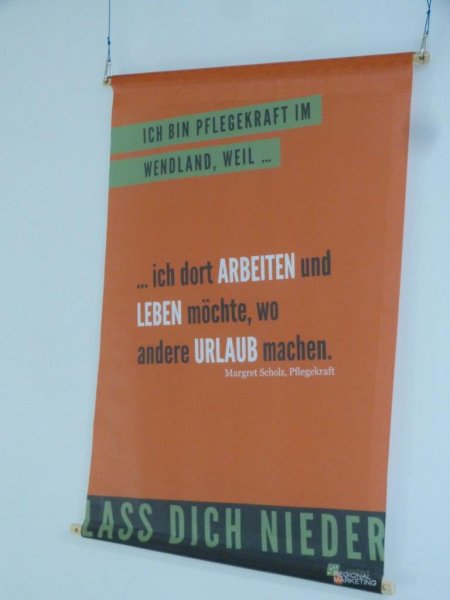 ICH BIN PFLEGEKRAFT IM
WENDLAND, WEIL ...
... ich dort ARBEITEN und
LEBEN möchte, wo
andere URLAUB machen.
Margret Scholz, Pflegekraft
LASS DICH NIEDER
REGIONAL
MARKETING